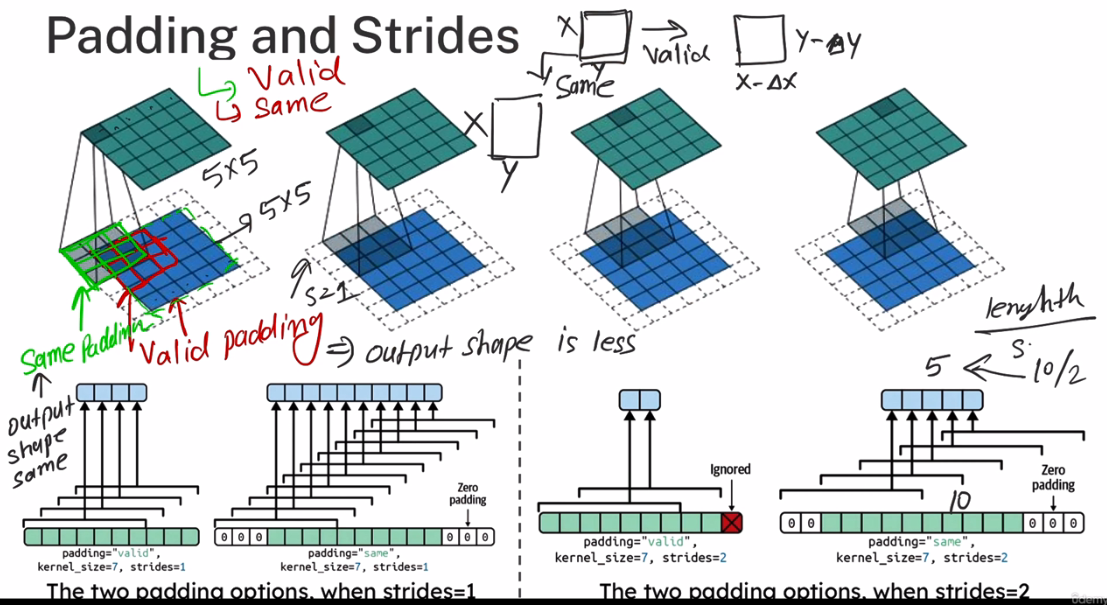 Padding and Strides
Valid
Same
X
y
Valid
Y-ΔY
X-ΔX
Same
X
y
5x5
5x5
S=1
Same Padding
Valid padding => output shape is less
output
shape
same
lenghth
S.
5 ← 10/2
Zero
padding
0 0 0
0 0 0
padding="valid",
kernel_size=7, strides=1
padding="same",
kernel_size=7, strides=1
The two padding options, when strides=1
Ignored
Zero
padding
10
0 0
0 0 0
padding="valid",
kernel_size=7, strides=2
padding="same",
kernel_size=7, strides=2
The two padding options, when strides=2
Udemy